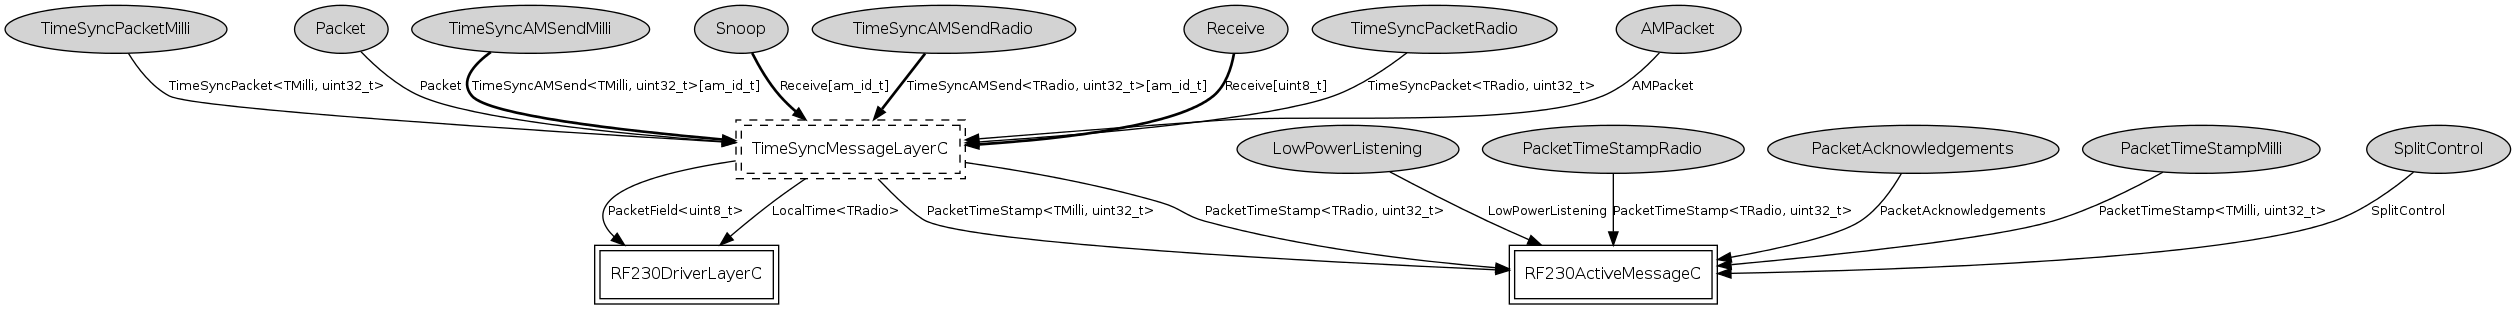 TimeSyncPacketMilli
Packet
TimeSyncAMSendMilli
Snoop
TimeSyncAMSendRadio
Receive
TimeSyncPacketRadio
AMPacket
TimeSyncPacket<TMilli, uint32_t>
Packet
TimeSyncAMSend<TMilli, uint32_t>[am_id_t]
Receive[am_id_t]
TimeSyncAMSend<TRadio, uint32_t>[am_id_t]
Receive[uint8_t]
TimeSyncPacket<TRadio, uint32_t>
AMPacket
TimeSyncMessageLayerC
LowPowerListening
PacketTimeStampRadio
PacketAcknowledgements
PacketTimeStampMilli
SplitControl
PacketField<uint8_t>
LocalTime<TRadio>
PacketTimeStamp<TMilli, uint32_t>
PacketTimeStamp<TRadio, uint32_t>
LowPowerListening
PacketTimeStamp<TRadio, uint32_t>
PacketAcknowledgements
PacketTimeStamp<TMilli, uint32_t>
SplitControl
RF230DriverLayerC
RF230ActiveMessageC